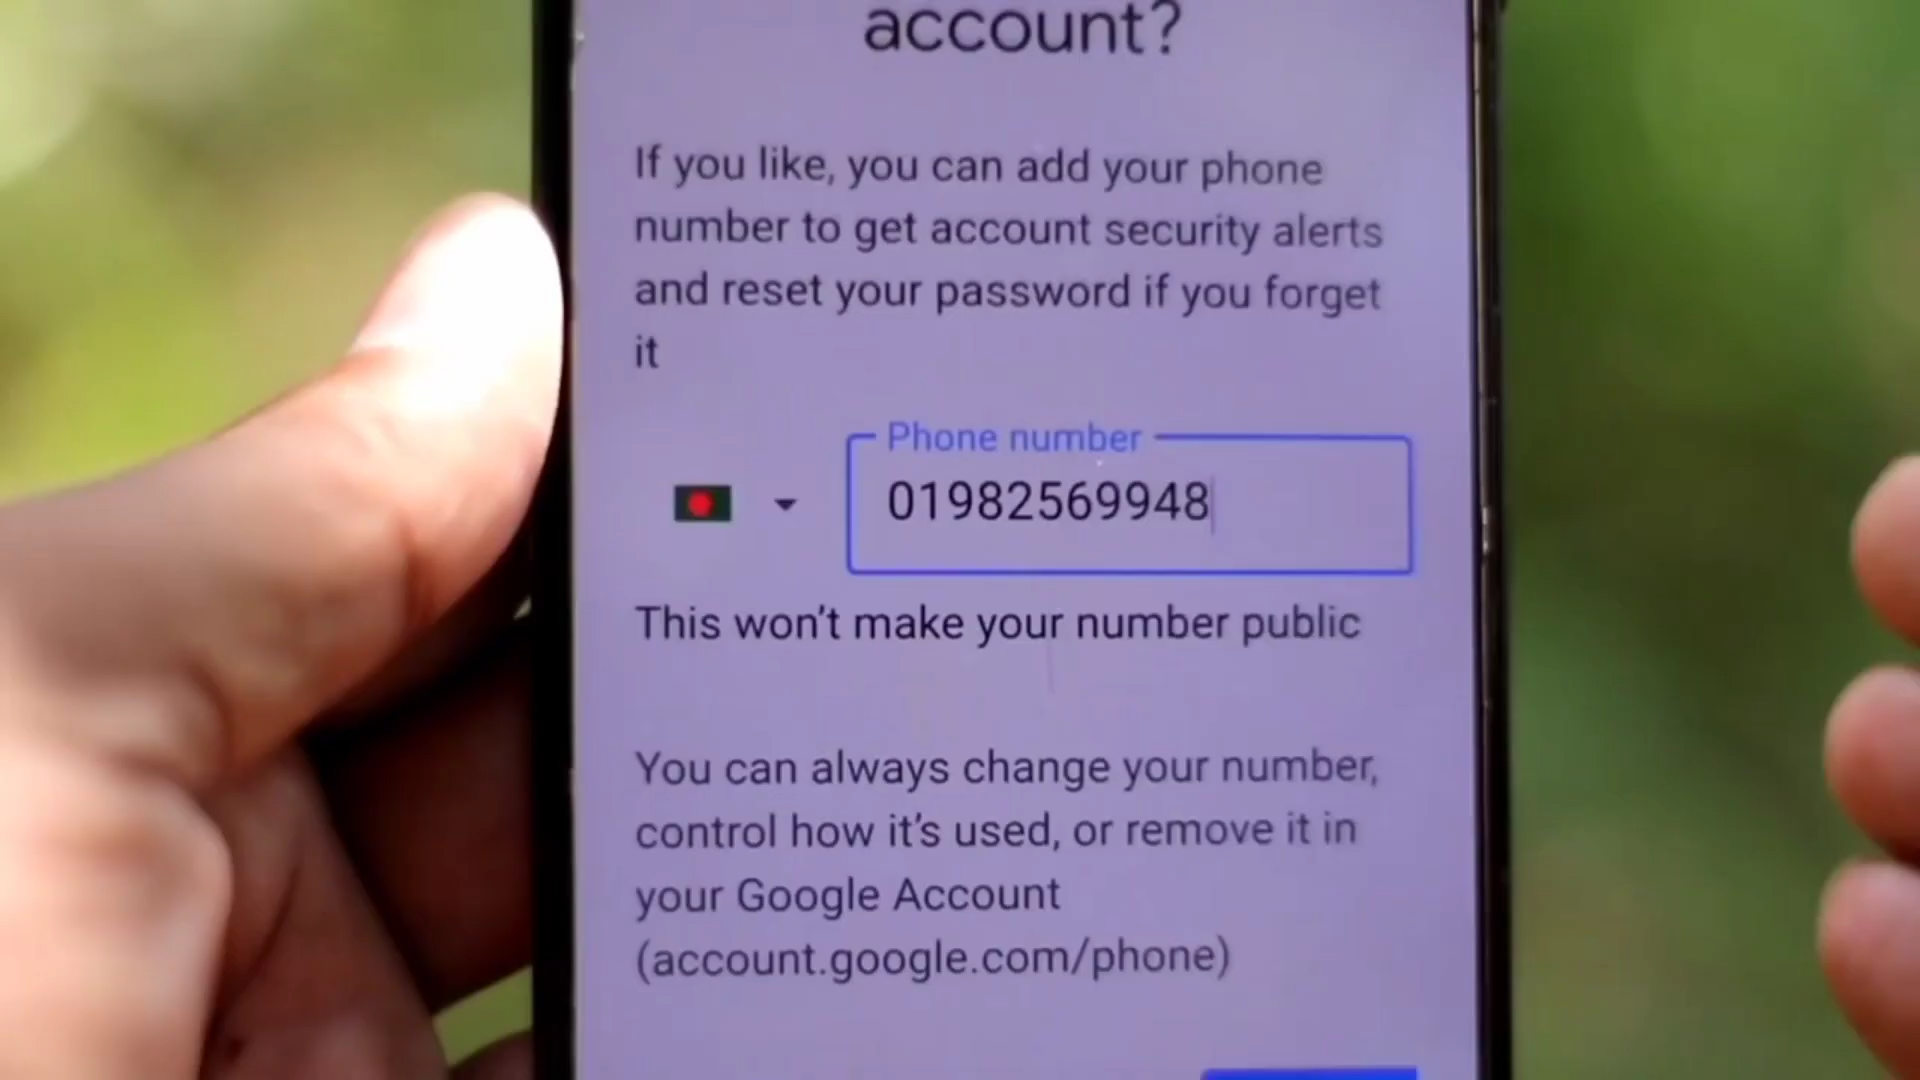 account?
If you like, you can add your phone
number to get account security alerts
and reset your password if you forget
it
Phone number
01982569948
This won't make your number public
You can always change your number,
control how it's used, or remove it in
your Google Account
(account.google.com/phone)